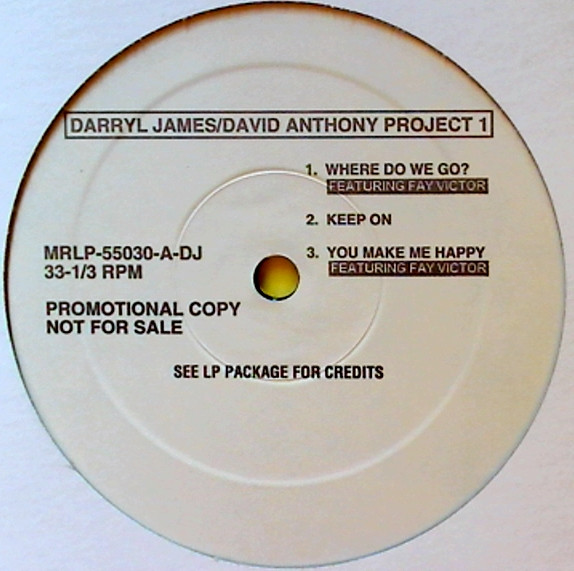 DARRYL JAMES/DAVID ANTHONY PROJECT 1
1. WHERE DO WE GO?
FEATURING FAY VICTOR
2. KEEP ON
3. YOU MAKE ME HAPPY
FEATURING FAY VICTOR
MRLP-55030-A-DJ
33-1/3 RPM
PROMOTIONAL COPY
NOT FOR SALE
SEE LP PACKAGE FOR CREDITS